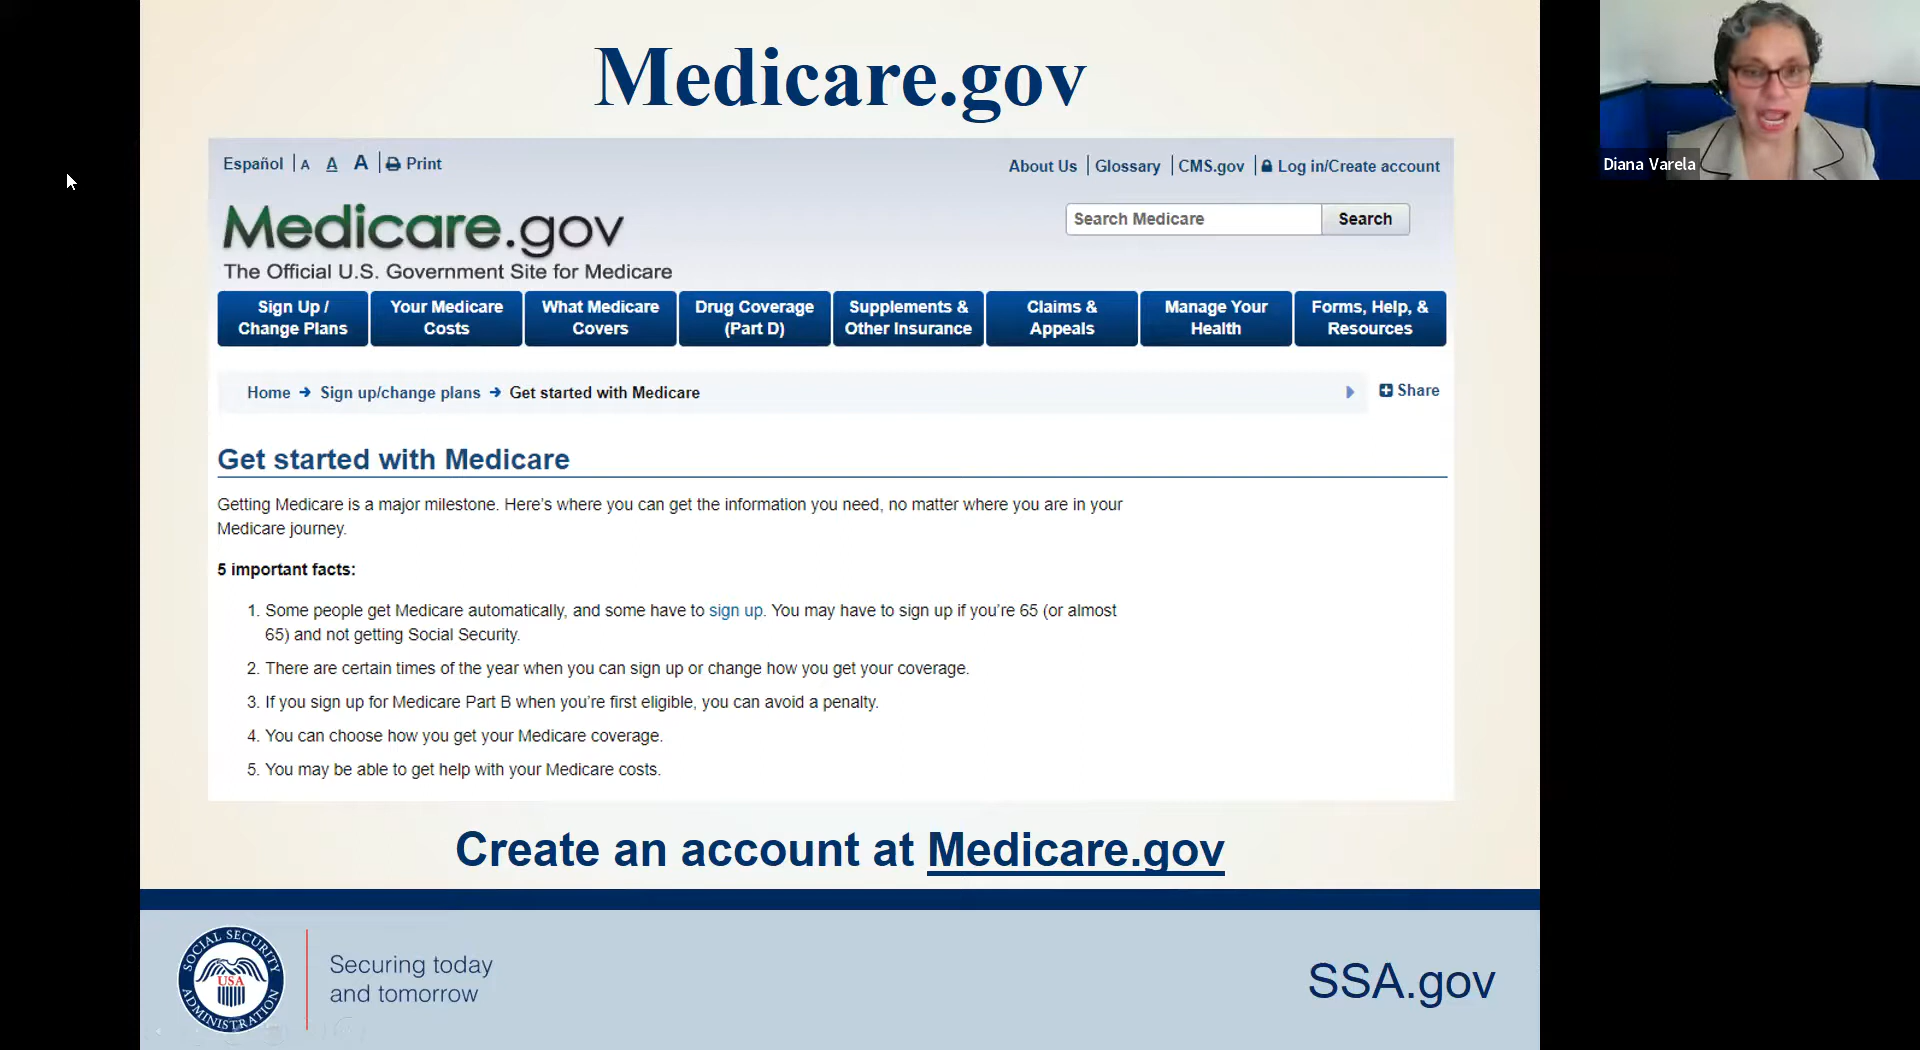 Medicare.gov
Español A A A Print
About Us Glossary CMS.gov Log in/Create account
Medicare.gov
The Official U.S. Government Site for Medicare
Search Medicare Search
Sign Up / Change Plans
Your Medicare Costs
What Medicare Covers
Drug Coverage (Part D)
Supplements & Other Insurance
Claims & Appeals
Manage Your Health
Forms, Help, & Resources
Home Sign up/change plans Get started with Medicare
Share
Get started with Medicare
Getting Medicare is a major milestone. Here's where you can get the information you need, no matter where you are in your
Medicare journey.
5 important facts:
1. Some people get Medicare automatically, and some have to sign up. You may have to sign up if you're 65 (or almost
65) and not getting Social Security.
2. There are certain times of the year when you can sign up or change how you get your coverage.
3. If you sign up for Medicare Part B when you're first eligible, you can avoid a penalty.
4. You can choose how you get your Medicare coverage.
5. You may be able to get help with your Medicare costs.
Create an account at Medicare.gov
SOCIAL SECURITY ADMINISTRATION
USA
Securing today
and tomorrow
SSA.gov
Diana Varela